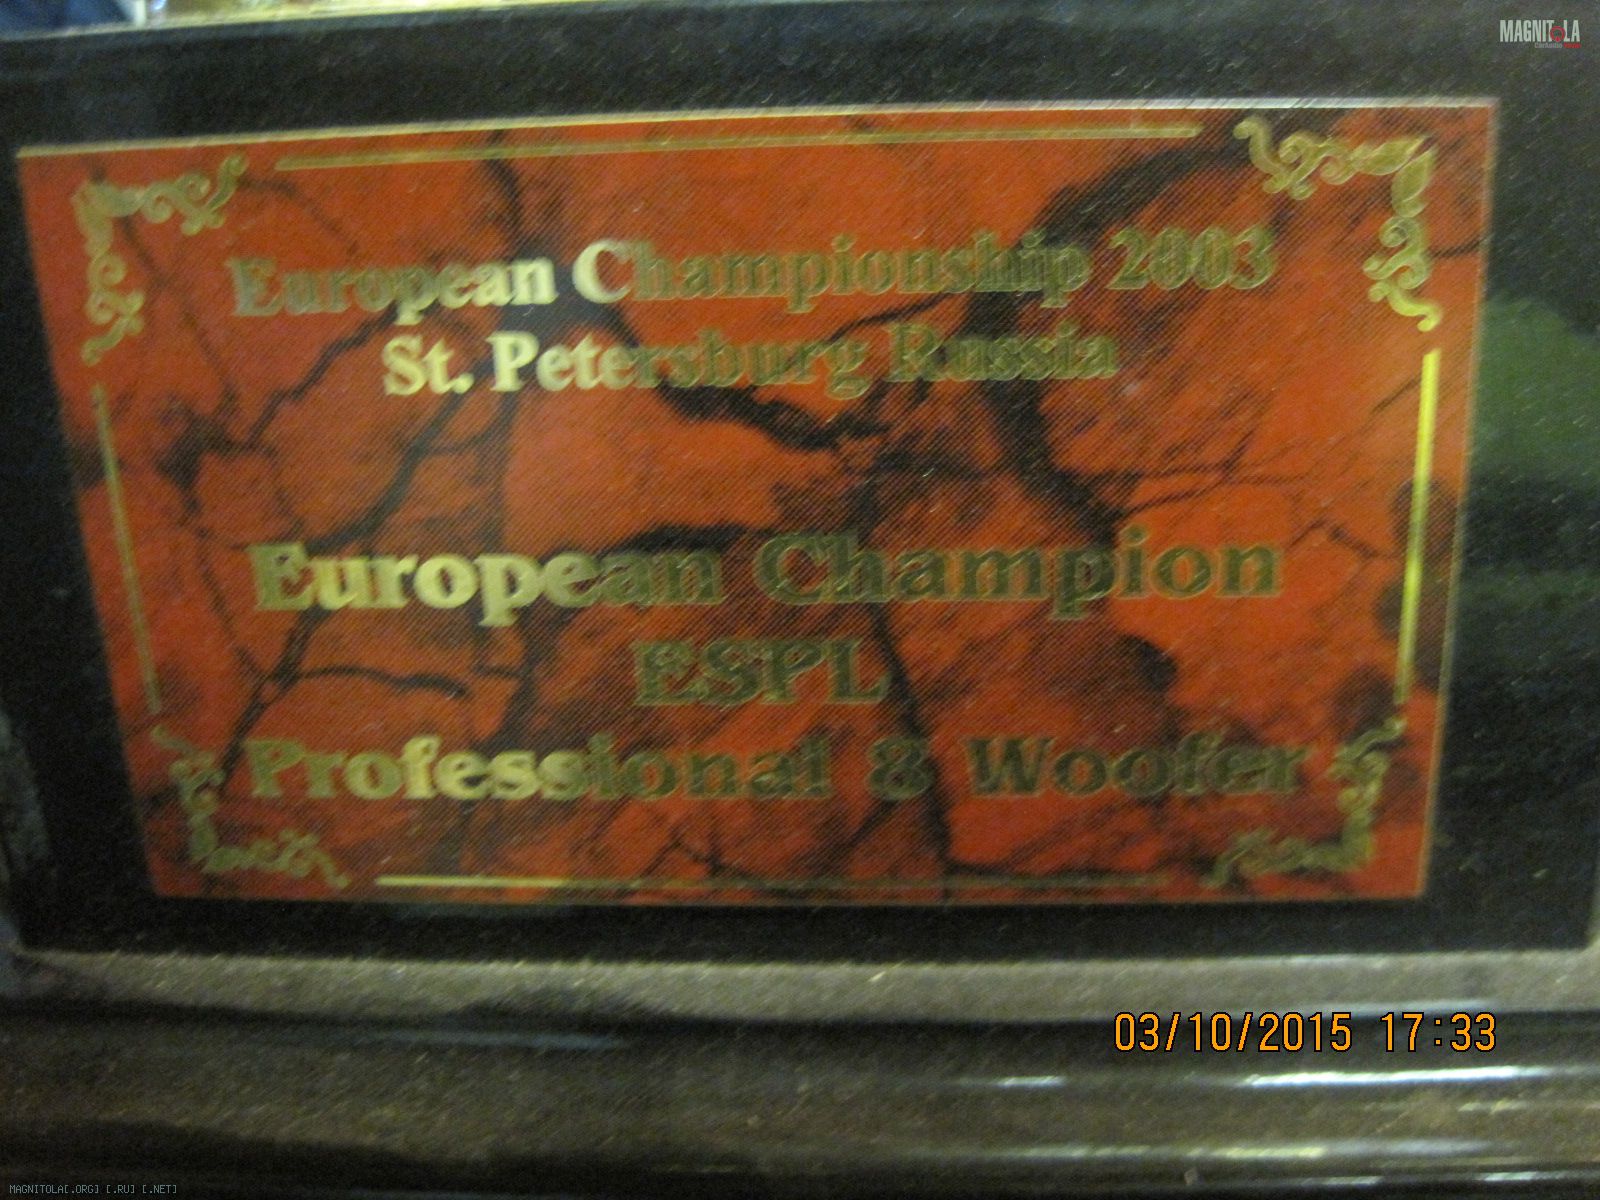 MAGNITOLA
European Championship 2003
St. Petersburg Russia
European Champion
ESPL
Professional 8 Woofer
03/10/2015 17:33
MAGNITOLA[.ORG] [.RU] [.NET]